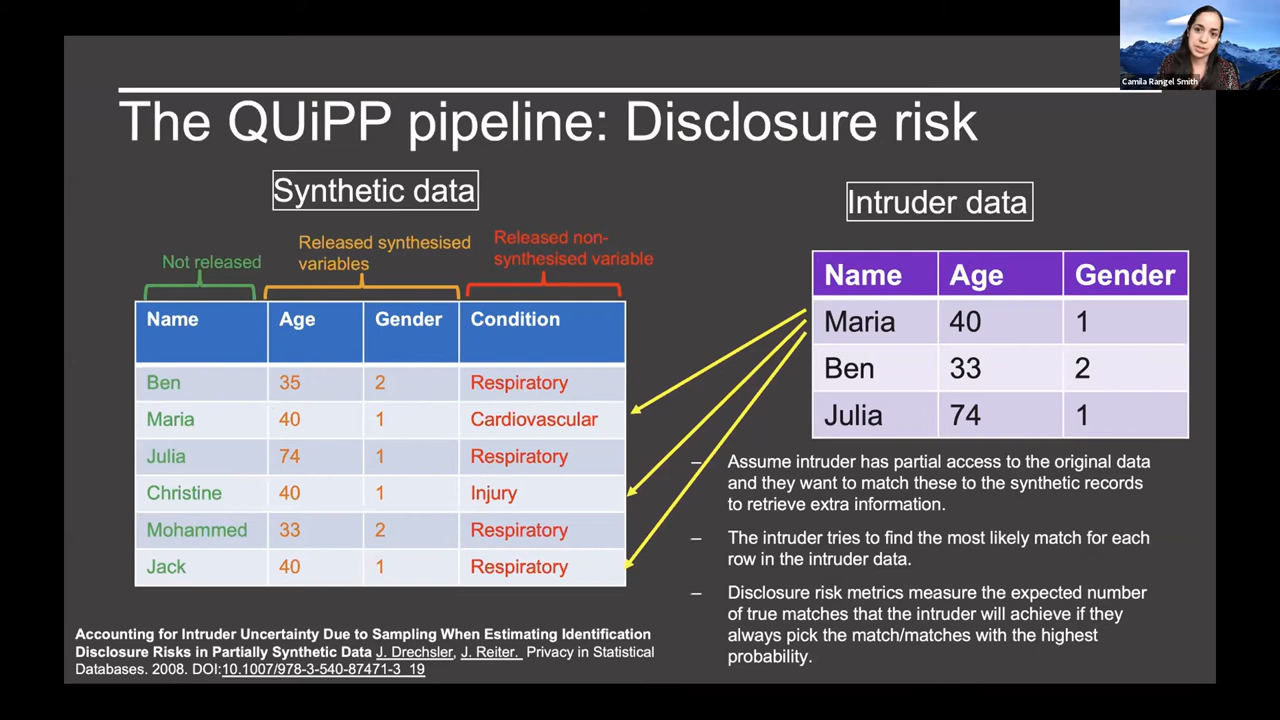 Camila Rangel Smith
The QUiPP pipeline: Disclosure risk
Synthetic data
Not released
Released synthesised
variables
Released non-
synthesised variable
Name Age Gender Condition
Ben 35 2 Respiratory
Maria 40 1 Cardiovascular
Julia 74 1 Respiratory
Christine 40 1 Injury
Mohammed 33 2 Respiratory
Jack 40 1 Respiratory
Accounting for Intruder Uncertainty Due to Sampling When Estimating Identification
Disclosure Risks in Partially Synthetic Data J. Drechsler, J. Reiter. Privacy in Statistical
Databases. 2008. DOI:10.1007/978-3-540-87471-3_19
Intruder data
Name Age Gender
Maria 40 1
Ben 33 2
Julia 74 1
– Assume intruder has partial access to the original data
and they want to match these to the synthetic records
to retrieve extra information.
– The intruder tries to find the most likely match for each
row in the intruder data.
– Disclosure risk metrics measure the expected number
of true matches that the intruder will achieve if they
always pick the match/matches with the highest
probability.